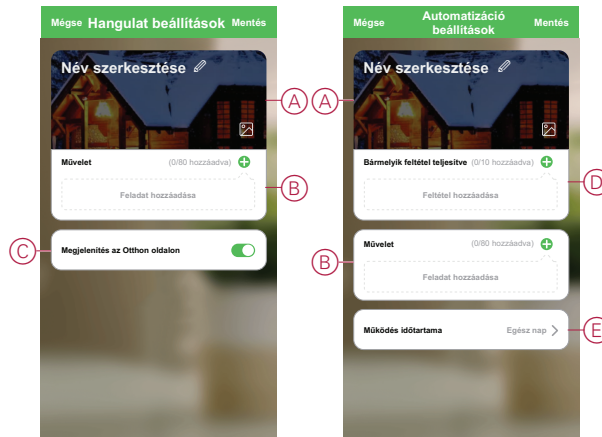 Mégse Hangulat beállítások Mentés
Név szerkesztése
A
Művelet (0/80 hozzáadva)
B
Feladat hozzáadása
C
Megjelenítés az Otthon oldalon
Mégse Automatizáció beállítások Mentés
A
Név szerkesztése
Bármelyik feltétel teljesítve (0/10 hozzáadva)
D
Feltétel hozzáadása
Művelet (0/80 hozzáadva)
B
Feladat hozzáadása
Működés időtartama Egész nap
E